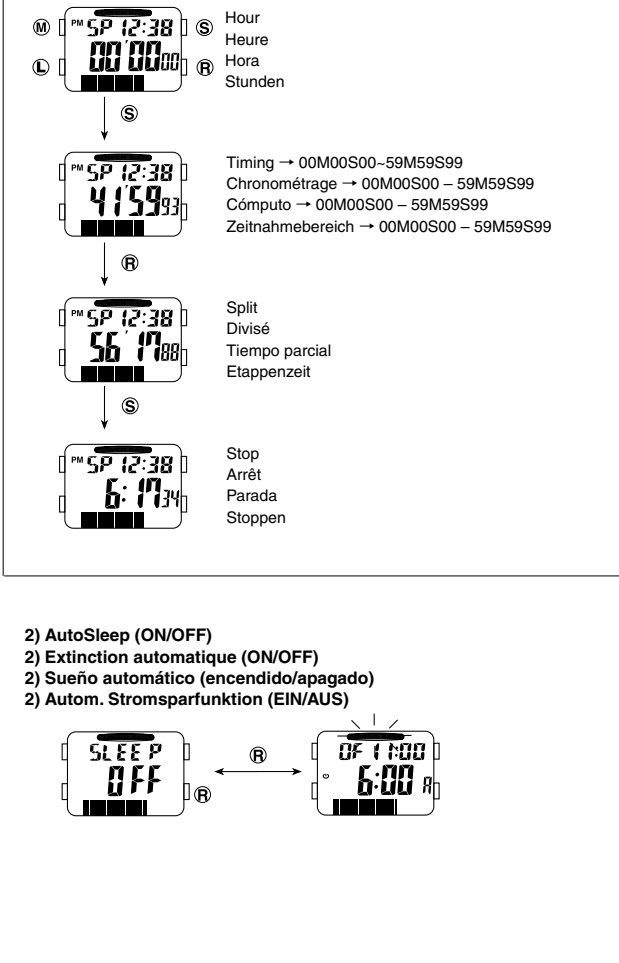 PM SP 12:38
M S
00'00 00
L R
Hour
Heure
Hora
Stunden
S
PM SP 12:38
41'59 93
Timing → 00M00S00~59M59S99
Chronométrage → 00M00S00 – 59M59S99
Cómputo → 00M00S00 – 59M59S99
Zeitnahmebereich → 00M00S00 – 59M59S99
R
PM SP 12:38
56'17 88
Split
Divisé
Tiempo parcial
Etappenzeit
S
PM SP 12:38
6:17 34
Stop
Arrêt
Parada
Stoppen
2) AutoSleep (ON/OFF)
2) Extinction automatique (ON/OFF)
2) Sueño automático (encendido/apagado)
2) Autom. Stromsparfunktion (EIN/AUS)
SLEEP
OFF
R
R
OF 11:00
6:00 A